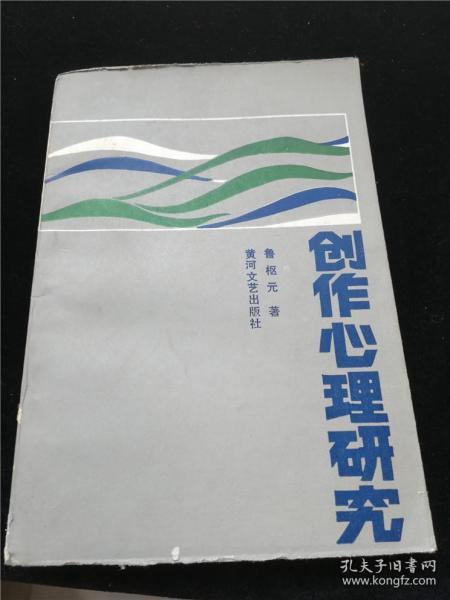 创作心理研究
鲁枢元 著
黄河文艺出版社
孔夫子旧书网
www.kongfz.com